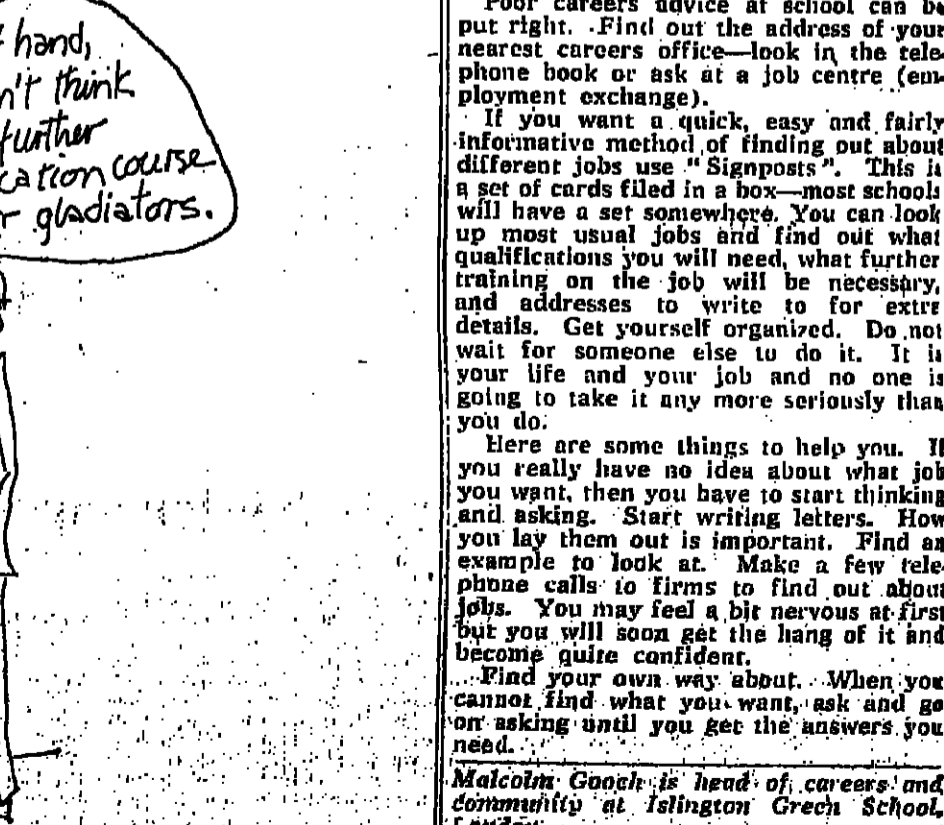 hand,
n't think
further
cation course
r gladiators.
Poor careers advice at school can be
put right. Find out the address of your
nearest careers office—look in the tele-
phone book or ask at a job centre (em-
ployment exchange).
If you want a quick, easy and fairly
informative method of finding out about
different jobs use "Signposts". This is
a set of cards filed in a box—most schools
will have a set somewhere. You can look
up most usual jobs and find out what
qualifications you will need, what further
training on the job will be necessary,
and addresses to write to for extra
details. Get yourself organized. Do not
wait for someone else to do it. It is
your life and your job and no one is
going to take it any more seriously than
you do.
Here are some things to help you. If
you really have no idea about what job
you want, then you have to start thinking
and asking. Start writing letters. How
you lay them out is important. Find an
example to look at. Make a few tele-
phone calls to firms to find out about
jobs. You may feel a bit nervous at first
but you will soon get the hang of it and
become quite confident.
Find your own way about. When you
cannot find what you want, ask and go
on asking until you get the answers you
need.
Malcolm Gooch is head of careers and
community at Islington Green School,